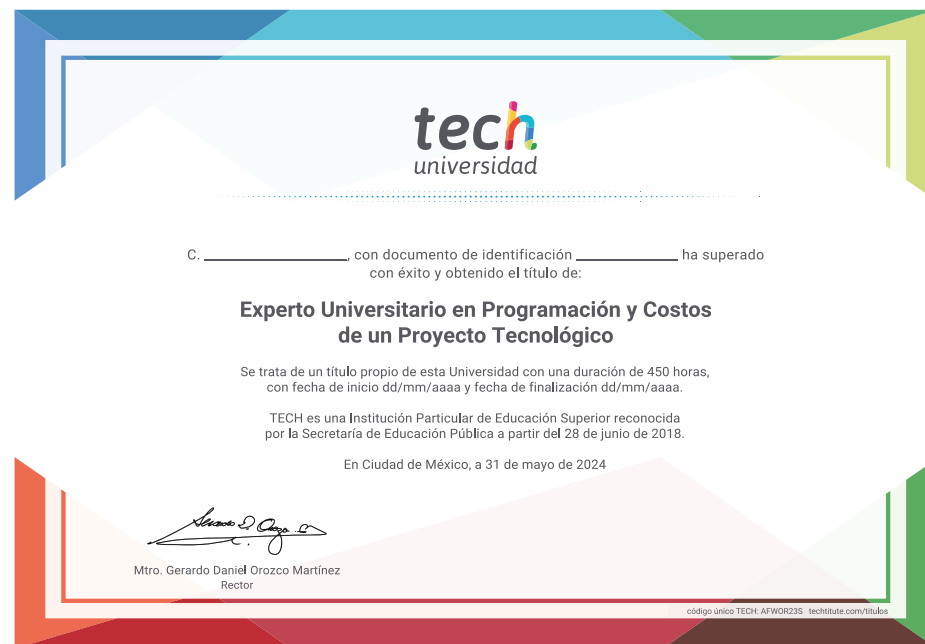 tech
universidad
C. ____________, con documento de identificación ____________ ha superado
con éxito y obtenido el título de:
Experto Universitario en Programación y Costos
de un Proyecto Tecnológico
Se trata de un título propio de esta Universidad con una duración de 450 horas,
con fecha de inicio dd/mm/aaaa y fecha de finalización dd/mm/aaaa.
TECH es una Institución Particular de Educación Superior reconocida
por la Secretaría de Educación Pública a partir del 28 de junio de 2018.
En Ciudad de México, a 31 de mayo de 2024
Mtro. Gerardo Daniel Orozco Martínez
Rector
código único TECH: AFWOR23S techtitute.com/titulos